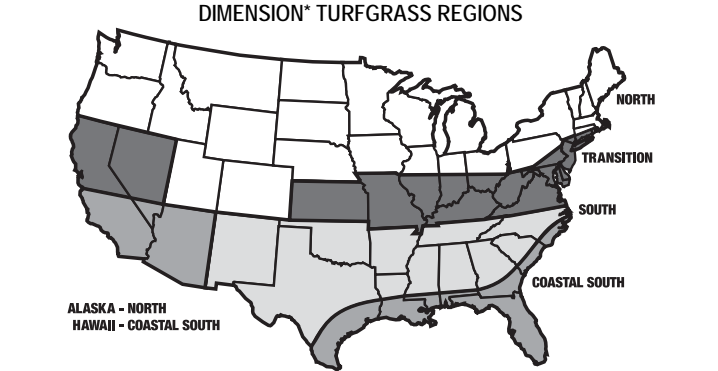 DIMENSION* TURFGRASS REGIONS
NORTH
TRANSITION
SOUTH
COASTAL SOUTH
ALASKA - NORTH
HAWAII - COASTAL SOUTH